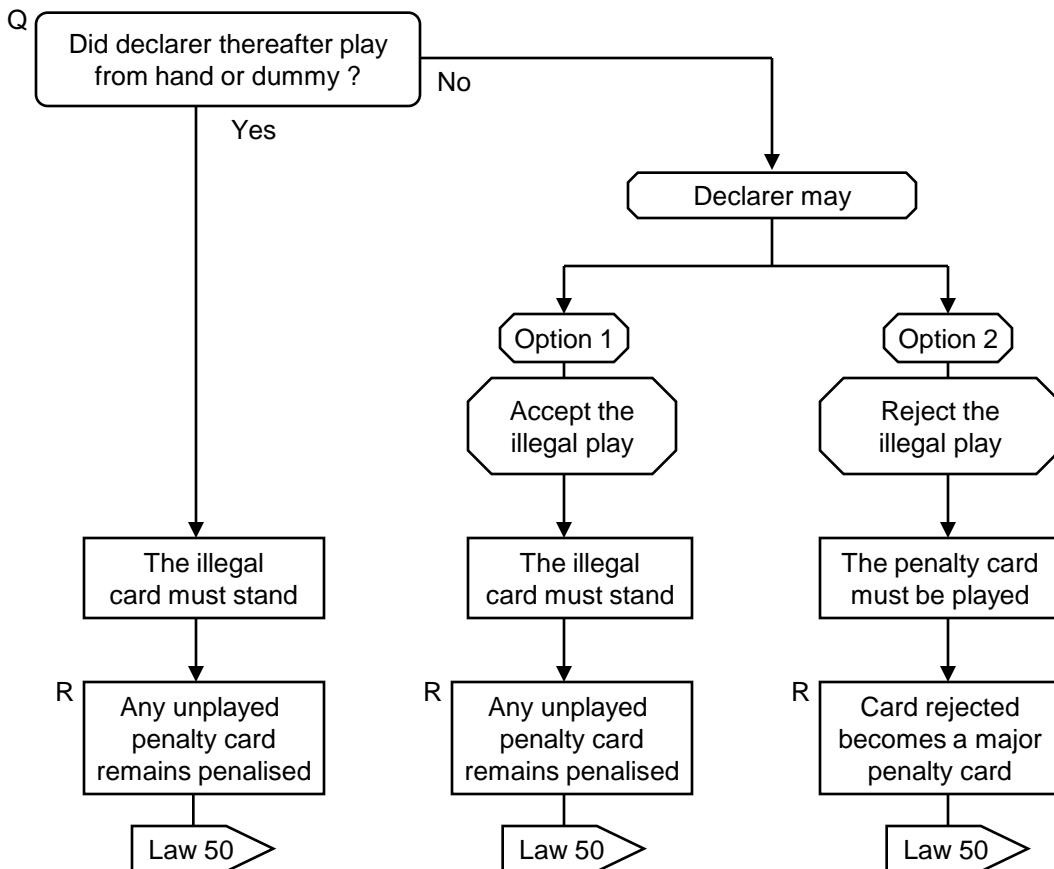 Q
Did declarer thereafter play
from hand or dummy ?
No
Yes
Declarer may
Option 1
Option 2
Accept the
illegal play
Reject the
illegal play
The illegal
card must stand
The illegal
card must stand
The penalty card
must be played
R
Any unplayed
penalty card
remains penalised
R
Any unplayed
penalty card
remains penalised
R
Card rejected
becomes a major
penalty card
Law 50
Law 50
Law 50